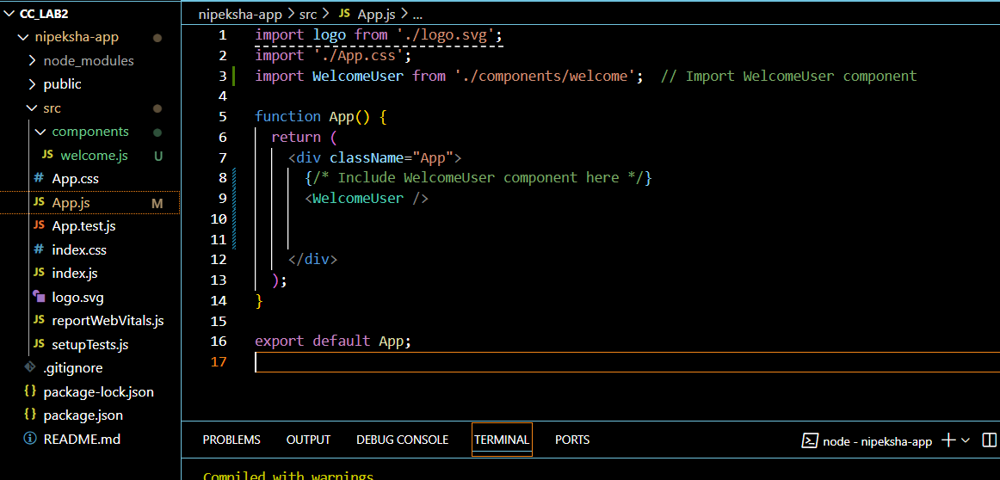 CC_LAB2
nipeksha-app
node_modules
public
src
components
JS welcome.js U
# App.css
JS App.js M
JS App.test.js
# index.css
JS index.js
logo.svg
JS reportWebVitals.js
JS setupTests.js
.gitignore
{} package-lock.json
{} package.json
README.md
nipeksha-app > src > JS App.js > ...
1 import logo from './logo.svg';
2 import './App.css';
3 import WelcomeUser from './components/welcome';  // Import WelcomeUser component
4
5 function App() {
6   return (
7     <div className="App">
8       {/* Include WelcomeUser component here */}
9       <WelcomeUser />
10
11
12     </div>
13   );
14 }
15
16 export default App;
17
PROBLEMS OUTPUT DEBUG CONSOLE TERMINAL PORTS node - nipeksha-app
Compiled with warnings